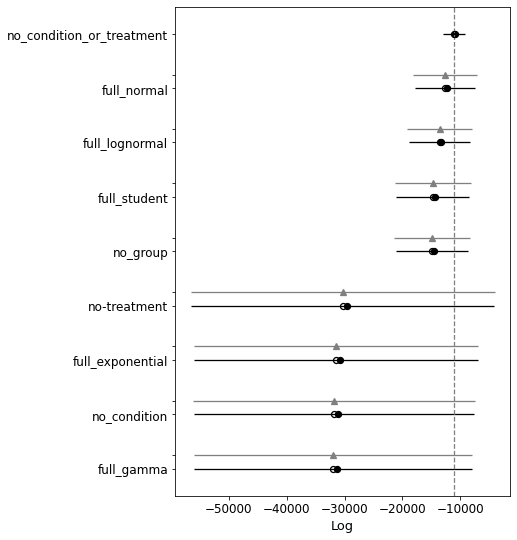 no_condition_or_treatment
full_normal
full_lognormal
full_student
no_group
no-treatment
full_exponential
no_condition
full_gamma
−50000 −40000 −30000 −20000 −10000
Log